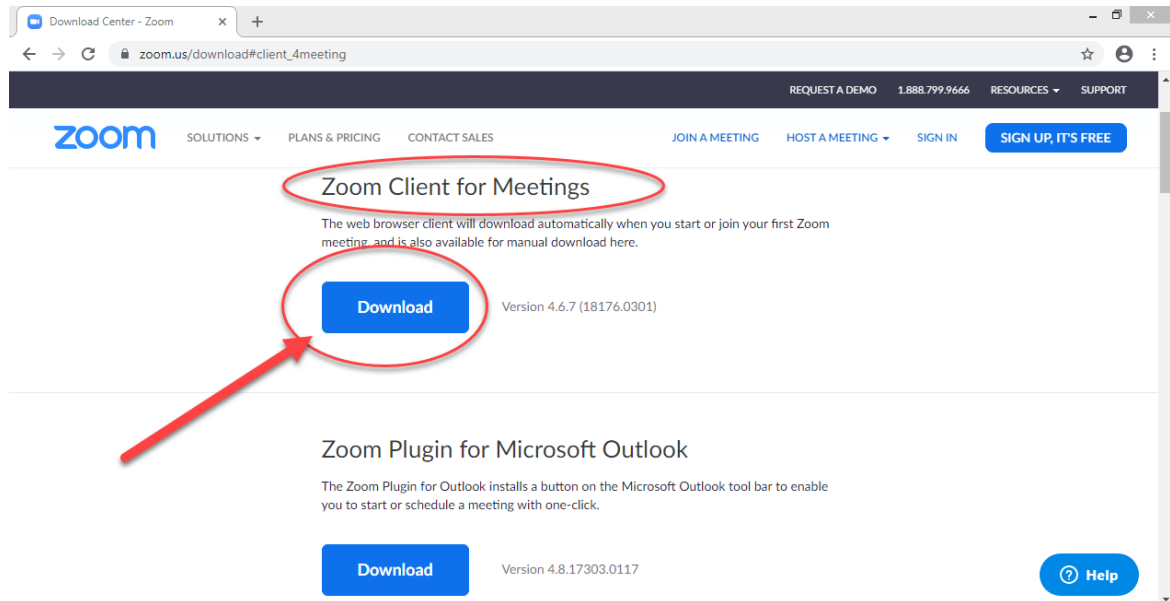 Download Center - Zoom
zoom.us/download#client_4meeting
REQUEST A DEMO 1.888.799.9666 RESOURCES SUPPORT
zoom SOLUTIONS PLANS & PRICING CONTACT SALES JOIN A MEETING HOST A MEETING SIGN IN SIGN UP, IT'S FREE
Zoom Client for Meetings
The web browser client will download automatically when you start or join your first Zoom
meeting, and is also available for manual download here.
Download Version 4.6.7 (18176.0301)
Zoom Plugin for Microsoft Outlook
The Zoom Plugin for Outlook installs a button on the Microsoft Outlook tool bar to enable
you to start or schedule a meeting with one-click.
Download Version 4.8.17303.0117
Help